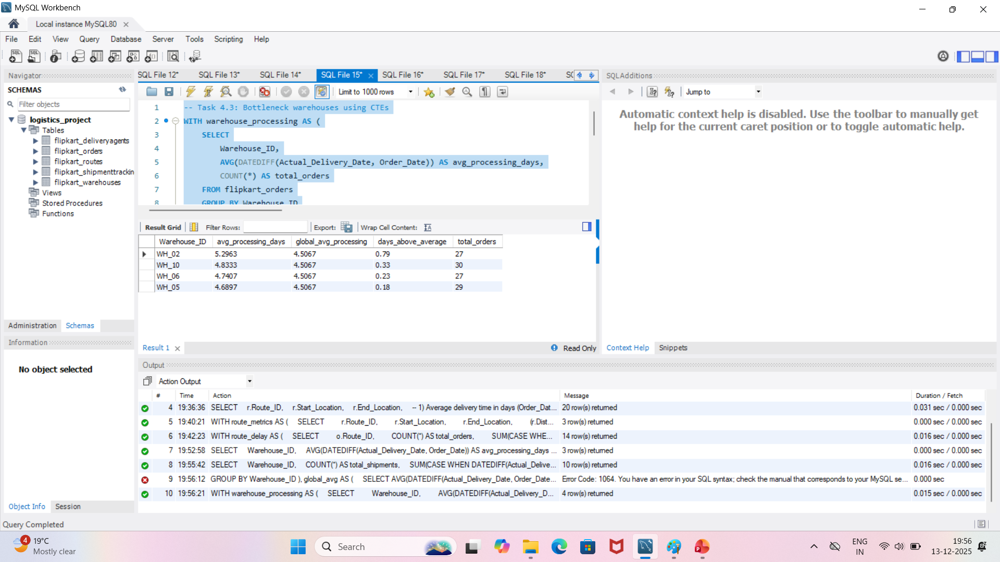 MySQL Workbench
Local instance MySQL80
File Edit View Query Database Server Tools Scripting Help
Navigator
SCHEMAS
Filter objects
logistics_project
Tables
flipkart_deliveryagents
flipkart_orders
flipkart_routes
flipkart_shipmenttrackin
flipkart_warehouses
Views
Stored Procedures
Functions
Administration Schemas
Information
No object selected
Object Info Session
SQL File 12* SQL File 13* SQL File 14* SQL File 15* SQL File 16* SQL File 17* SQL File 18* SQ
Limit to 1000 rows
1 -- Task 4.3: Bottleneck warehouses using CTEs
2 WITH warehouse_processing AS (
3 SELECT
4 Warehouse_ID,
5 AVG(DATEDIFF(Actual_Delivery_Date, Order_Date)) AS avg_processing_days,
6 COUNT(*) AS total_orders
7 FROM flipkart_orders
8 GROUP BY Warehouse_ID
Result Grid Filter Rows: Export: Wrap Cell Content:
Warehouse_ID avg_processing_days global_avg_processing days_above_average total_orders
WH_02 5.2963 4.5067 0.79 27
WH_10 4.8333 4.5067 0.33 30
WH_06 4.7407 4.5067 0.23 27
WH_05 4.6897 4.5067 0.18 29
Result 1 Read Only
SQLAdditions
Jump to
Automatic context help is disabled. Use the toolbar to manually get
help for the current caret position or to toggle automatic help.
Context Help Snippets
Output
Action Output
# Time Action Message Duration / Fetch
4 19:36:36 SELECT r.Route_ID, r.Start_Location, r.End_Location, -- 1) Average delivery time in days (Order_Dat... 20 row(s) returned 0.031 sec / 0.000 sec
5 19:40:21 WITH route_metrics AS ( SELECT r.Route_ID, r.Start_Location, r.End_Location, (r.Dist... 3 row(s) returned 0.000 sec / 0.000 sec
6 19:42:23 WITH route_delay AS ( SELECT o.Route_ID, COUNT(*) AS total_orders, SUM(CASE WHE... 14 row(s) returned 0.016 sec / 0.000 sec
7 19:52:58 SELECT Warehouse_ID, AVG(DATEDIFF(Actual_Delivery_Date, Order_Date)) AS avg_processing_days ... 3 row(s) returned 0.000 sec / 0.000 sec
8 19:55:42 SELECT Warehouse_ID, COUNT(*) AS total_shipments, SUM(CASE WHEN DATEDIFF(Actual_Delive... 10 row(s) returned 0.016 sec / 0.000 sec
9 19:56:12 GROUP BY Warehouse_ID ), global_avg AS ( SELECT AVG(DATEDIFF(Actual_Delivery_Date, Order_Date... Error Code: 1064. You have an error in your SQL syntax; check the manual that corresponds to your MySQL se... 0.000 sec
10 19:56:21 WITH warehouse_processing AS ( SELECT Warehouse_ID, AVG(DATEDIFF(Actual_Delivery_D... 4 row(s) returned 0.015 sec / 0.000 sec
Query Completed
4
19°C
Mostly clear
Search
ENG
IN
19:56
13-12-2025